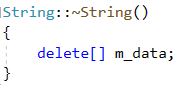 String::~String()
{
    delete[] m_data;
}